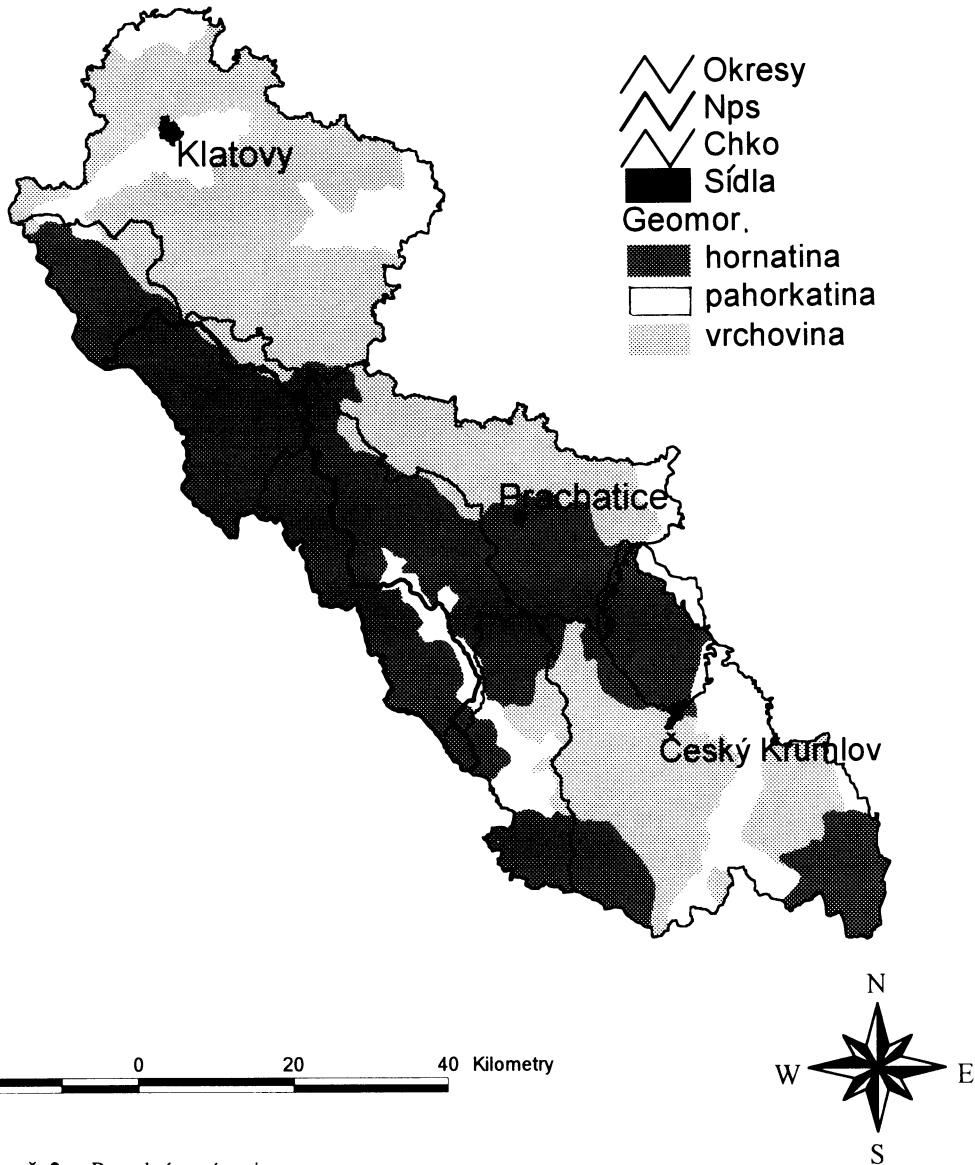 Okresy
Nps
Chko
Sídla
Geomor.
hornatina
pahorkatina
vrchovina
Klatovy
Prachatice
Český Krumlov
N
W E
S
0 20 40 Kilometry